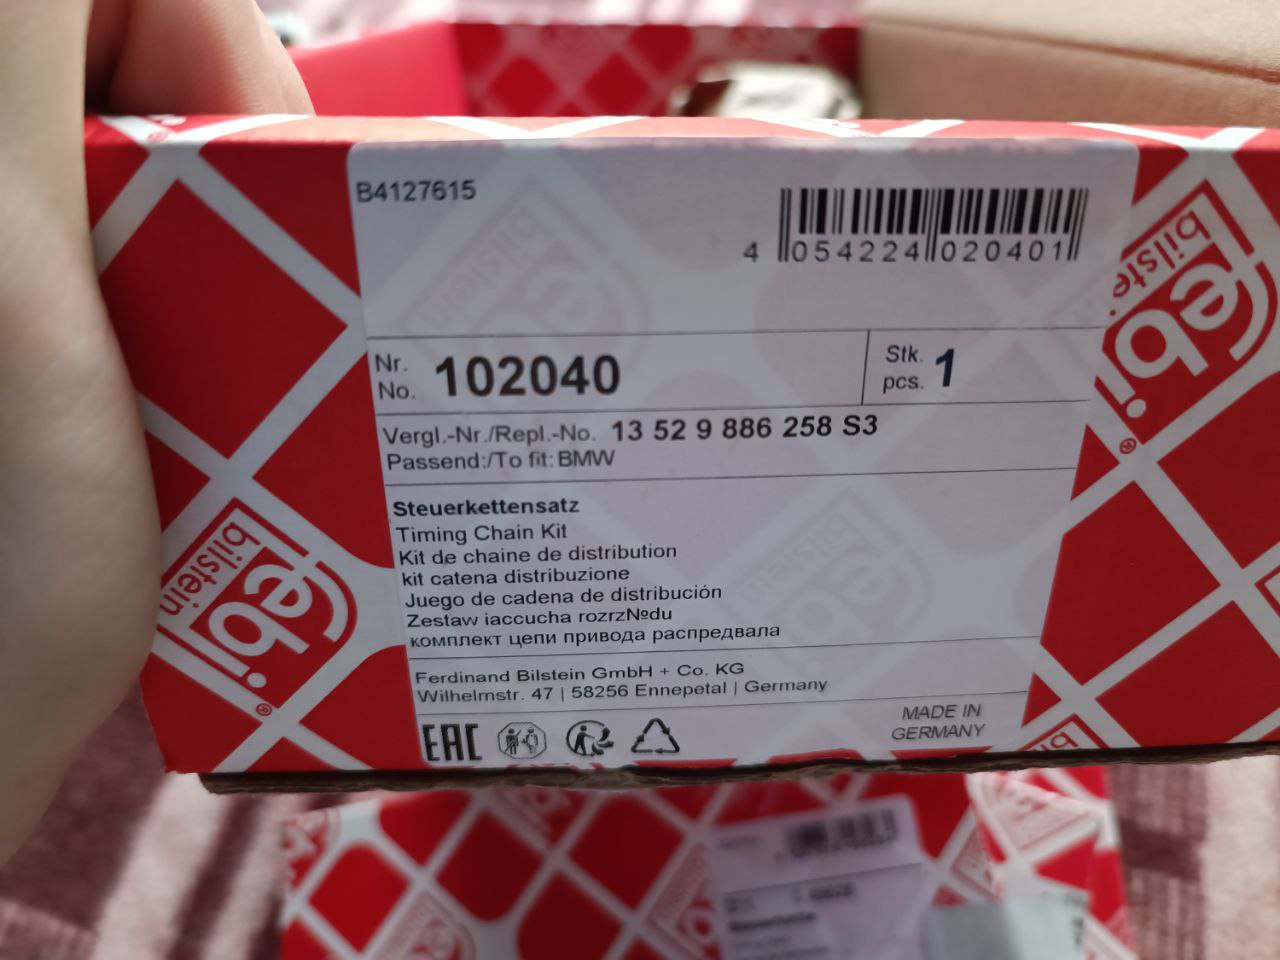 B4127615
4 054224 020401
Nr.
No. 102040
Stk.
pcs. 1
Vergl.-Nr./Repl.-No. 13 52 9 886 258 S3
Passend:/To fit: BMW
Steuerkettensatz
Timing Chain Kit
Kit de chaine de distribution
kit catena distribuzione
Juego de cadena de distribución
Zestaw iaccucha rozrz№du
комплект цепи привода распредвала
Ferdinand Bilstein GmbH + Co. KG
Wilhelmstr. 47 | 58256 Ennepetal | Germany
EAC
MADE IN
GERMANY
febi
bilstein
®
febi
bilstein
®